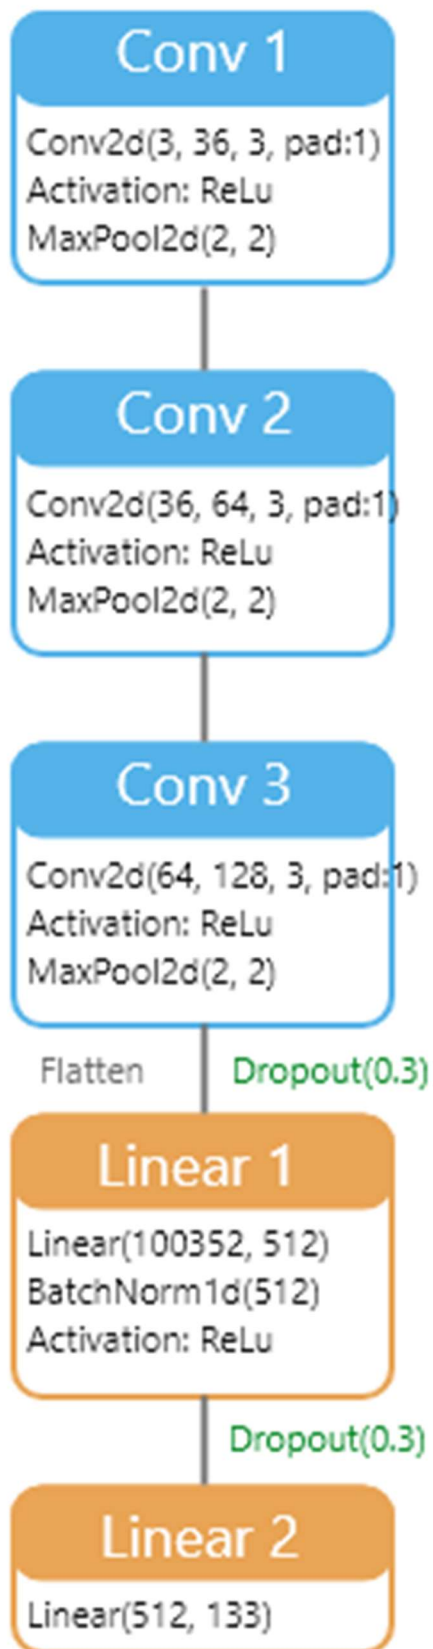 Conv 1
Conv2d(3, 36, 3, pad:1)
Activation: ReLu
MaxPool2d(2, 2)
Conv 2
Conv2d(36, 64, 3, pad:1)
Activation: ReLu
MaxPool2d(2, 2)
Conv 3
Conv2d(64, 128, 3, pad:1)
Activation: ReLu
MaxPool2d(2, 2)
Flatten Dropout(0.3)
Linear 1
Linear(100352, 512)
BatchNorm1d(512)
Activation: ReLu
Dropout(0.3)
Linear 2
Linear(512, 133)